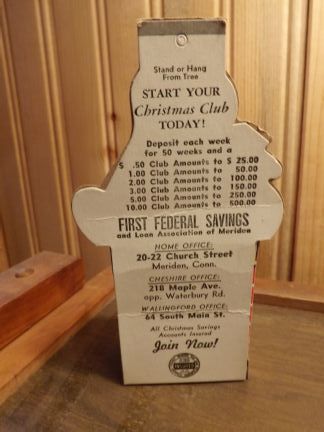 Stand or Hang
From Tree
START YOUR
Christmas Club
TODAY!
Deposit each week
for 50 weeks and a
$ .50 Club Amounts to $ 25.00
1.00 Club Amounts to 50.00
2.00 Club Amounts to 100.00
3.00 Club Amounts to 150.00
5.00 Club Amounts to 250.00
10.00 Club Amounts to 500.00
FIRST FEDERAL SAVINGS
and Loan Association of Meriden
HOME OFFICE:
20-22 Church Street
Meriden, Conn.
CHESHIRE OFFICE:
218 Maple Ave.
opp. Waterbury Rd.
WALLINGFORD OFFICE:
64 South Main St.
All Christmas Savings
Accounts Insured
Join Now!